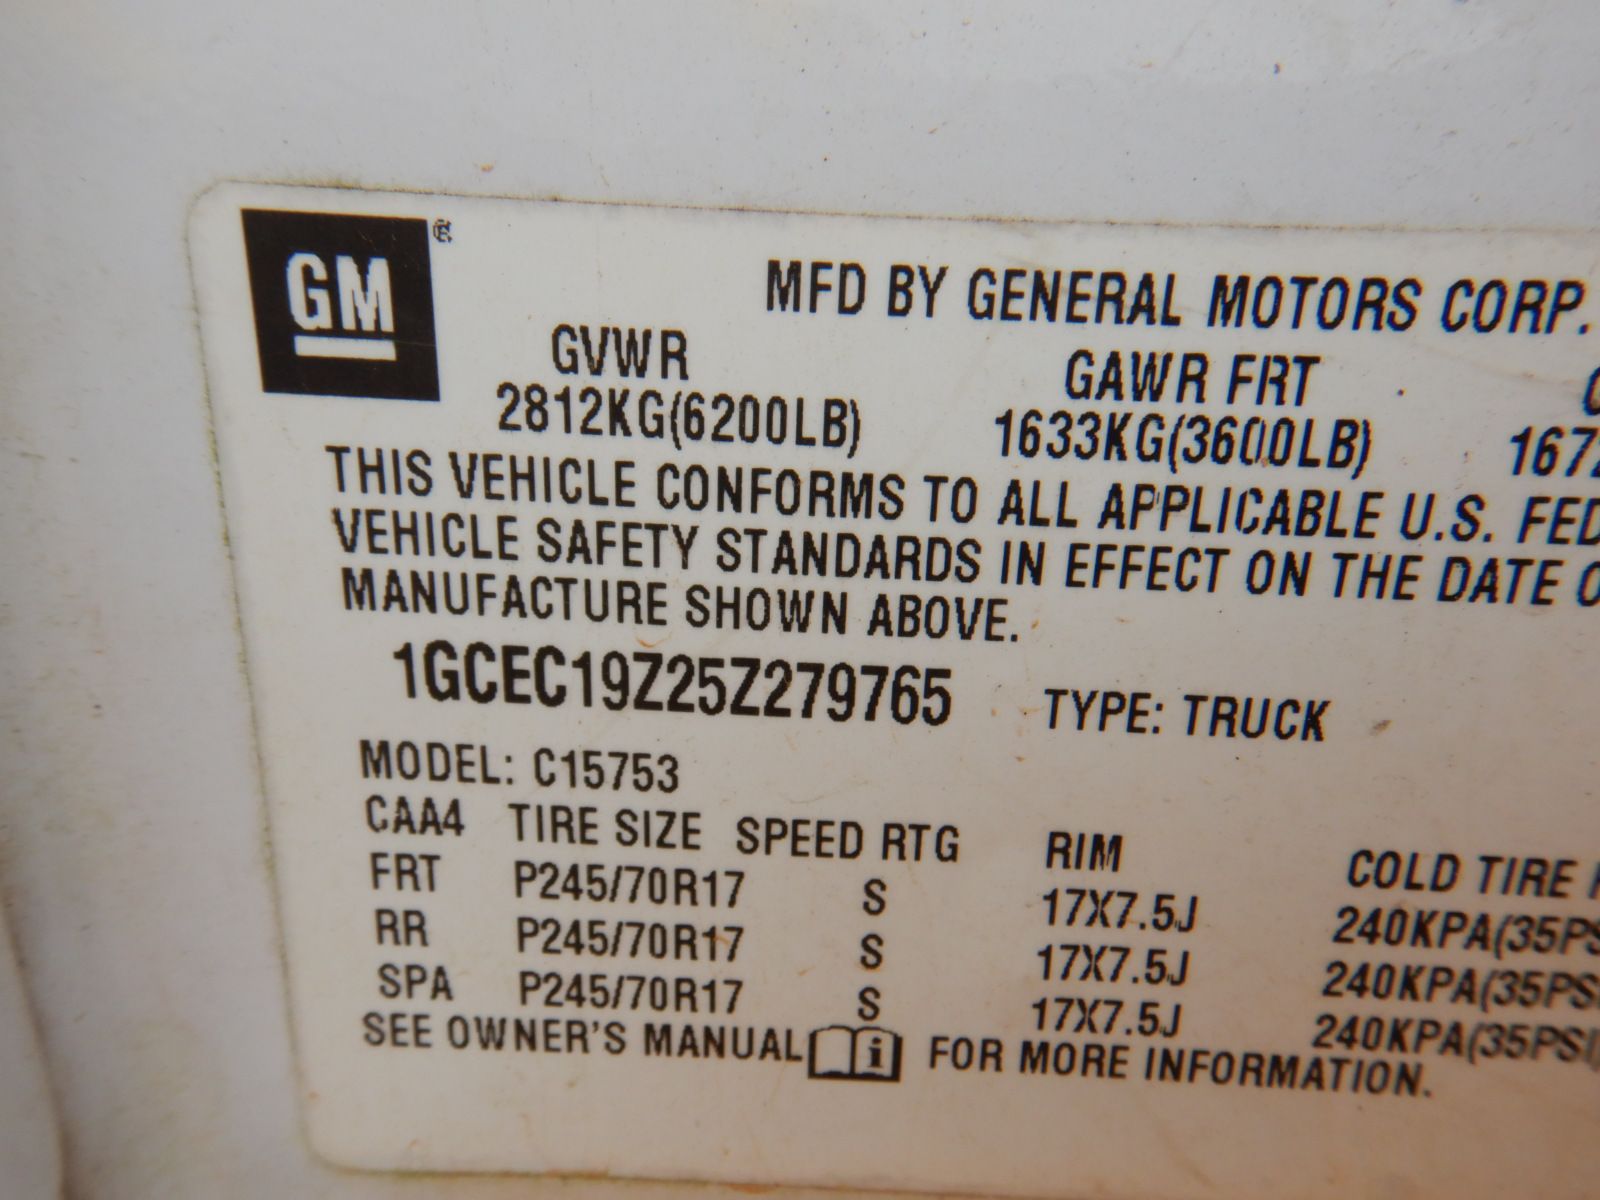 GM
MFD BY GENERAL MOTORS CORP.
GVWR GAWR FRT
2812KG(6200LB) 1633KG(3600LB)
THIS VEHICLE CONFORMS TO ALL APPLICABLE U.S.
VEHICLE SAFETY STANDARDS IN EFFECT ON THE DATE
MANUFACTURE SHOWN ABOVE.
1GCEC19Z25Z279765 TYPE: TRUCK
MODEL: C15753
CAA4 TIRE SIZE SPEED RTG RIM COLD TIRE
FRT P245/70R17 S 17X7.5J 240KPA(35PS
RR P245/70R17 S 17X7.5J 240KPA(35PS
SPA P245/70R17 S 17X7.5J 240KPA(35PSI
SEE OWNER'S MANUAL i FOR MORE INFORMATION.